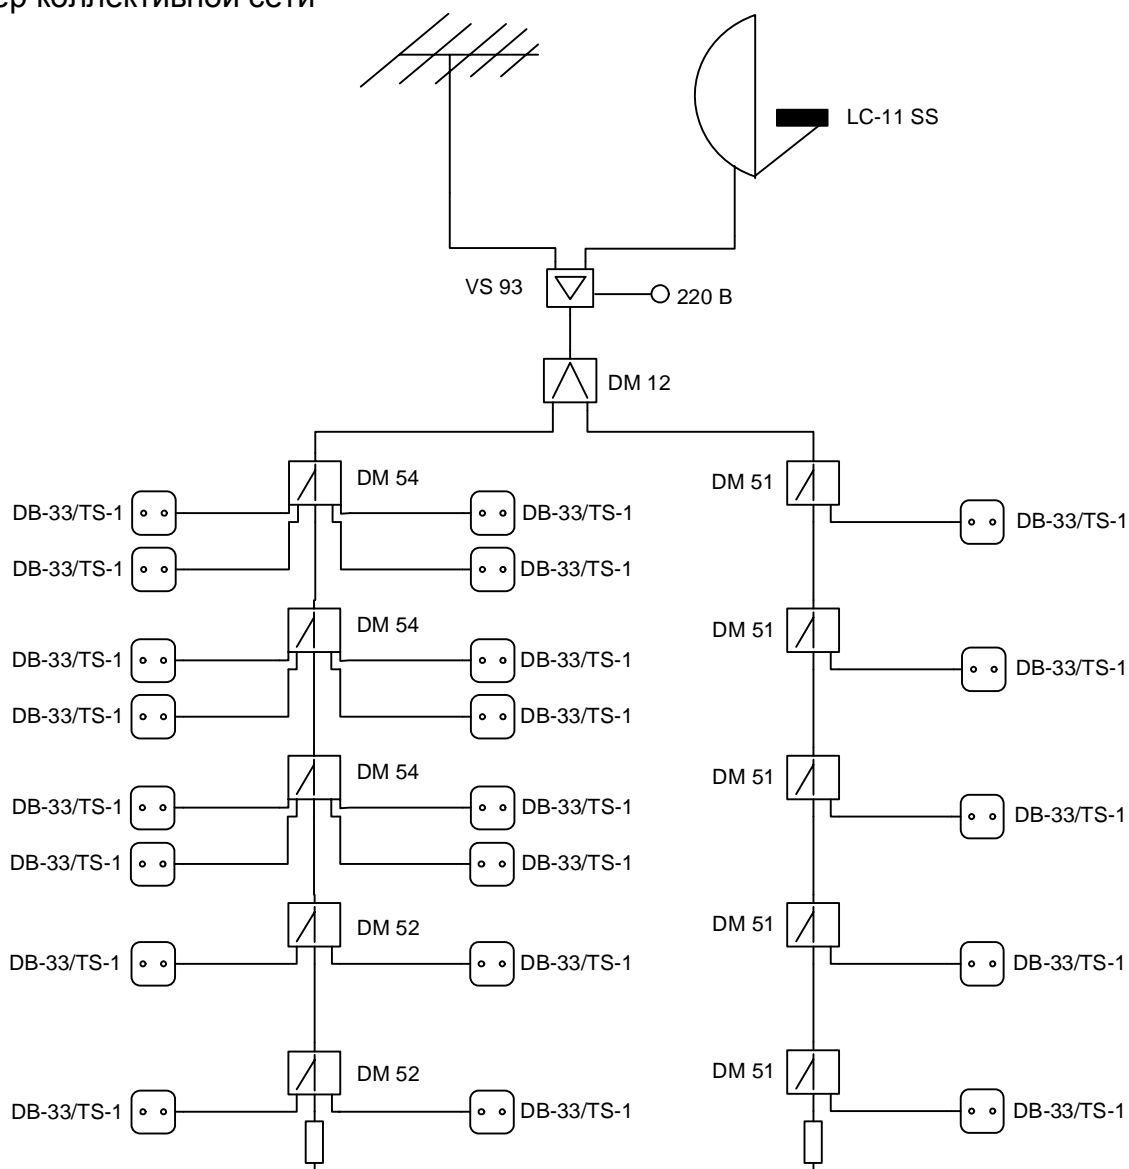 ер коллективной сети
LC-11 SS
VS 93
220 В
DM 12
DM 54
DM 51
DB-33/TS-1
DB-33/TS-1
DB-33/TS-1
DB-33/TS-1
DB-33/TS-1
DM 54
DM 51
DB-33/TS-1
DB-33/TS-1
DB-33/TS-1
DB-33/TS-1
DB-33/TS-1
DM 54
DM 51
DB-33/TS-1
DB-33/TS-1
DB-33/TS-1
DB-33/TS-1
DB-33/TS-1
DM 52
DM 51
DB-33/TS-1
DB-33/TS-1
DB-33/TS-1
DM 52
DM 51
DB-33/TS-1
DB-33/TS-1
DB-33/TS-1